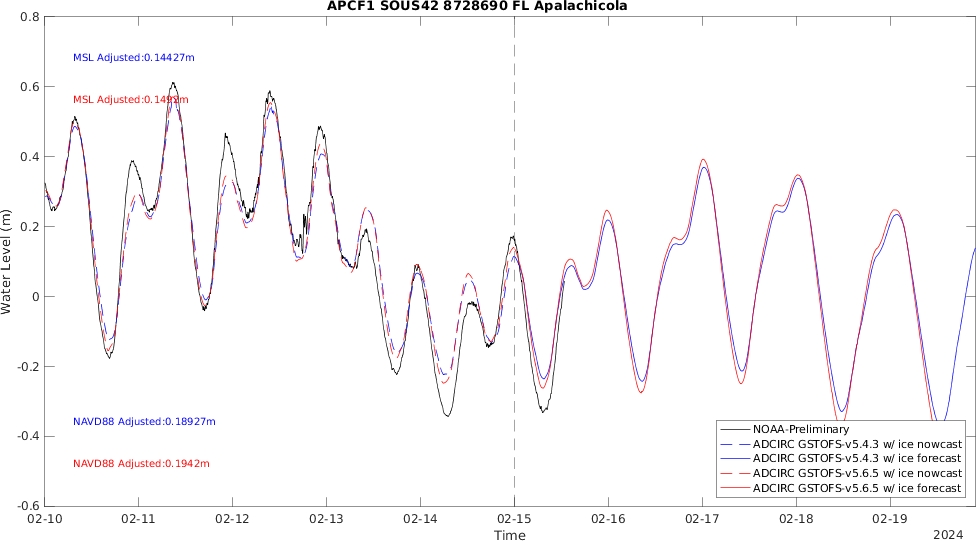 APCF1 SOUS42 8728690 FL Apalachicola
0.8
0.6
0.4
0.2
0
-0.2
-0.4
-0.6
Water Level (m)
MSL Adjusted:0.14427m
MSL Adjusted:0.1492m
NAVD88 Adjusted:0.18927m
NAVD88 Adjusted:0.1942m
NOAA-Preliminary
ADCIRC GSTOFS-v5.4.3 w/ ice nowcast
ADCIRC GSTOFS-v5.4.3 w/ ice forecast
ADCIRC GSTOFS-v5.6.5 w/ ice nowcast
ADCIRC GSTOFS-v5.6.5 w/ ice forecast
02-10 02-11 02-12 02-13 02-14 02-15 02-16 02-17 02-18 02-19
Time
2024